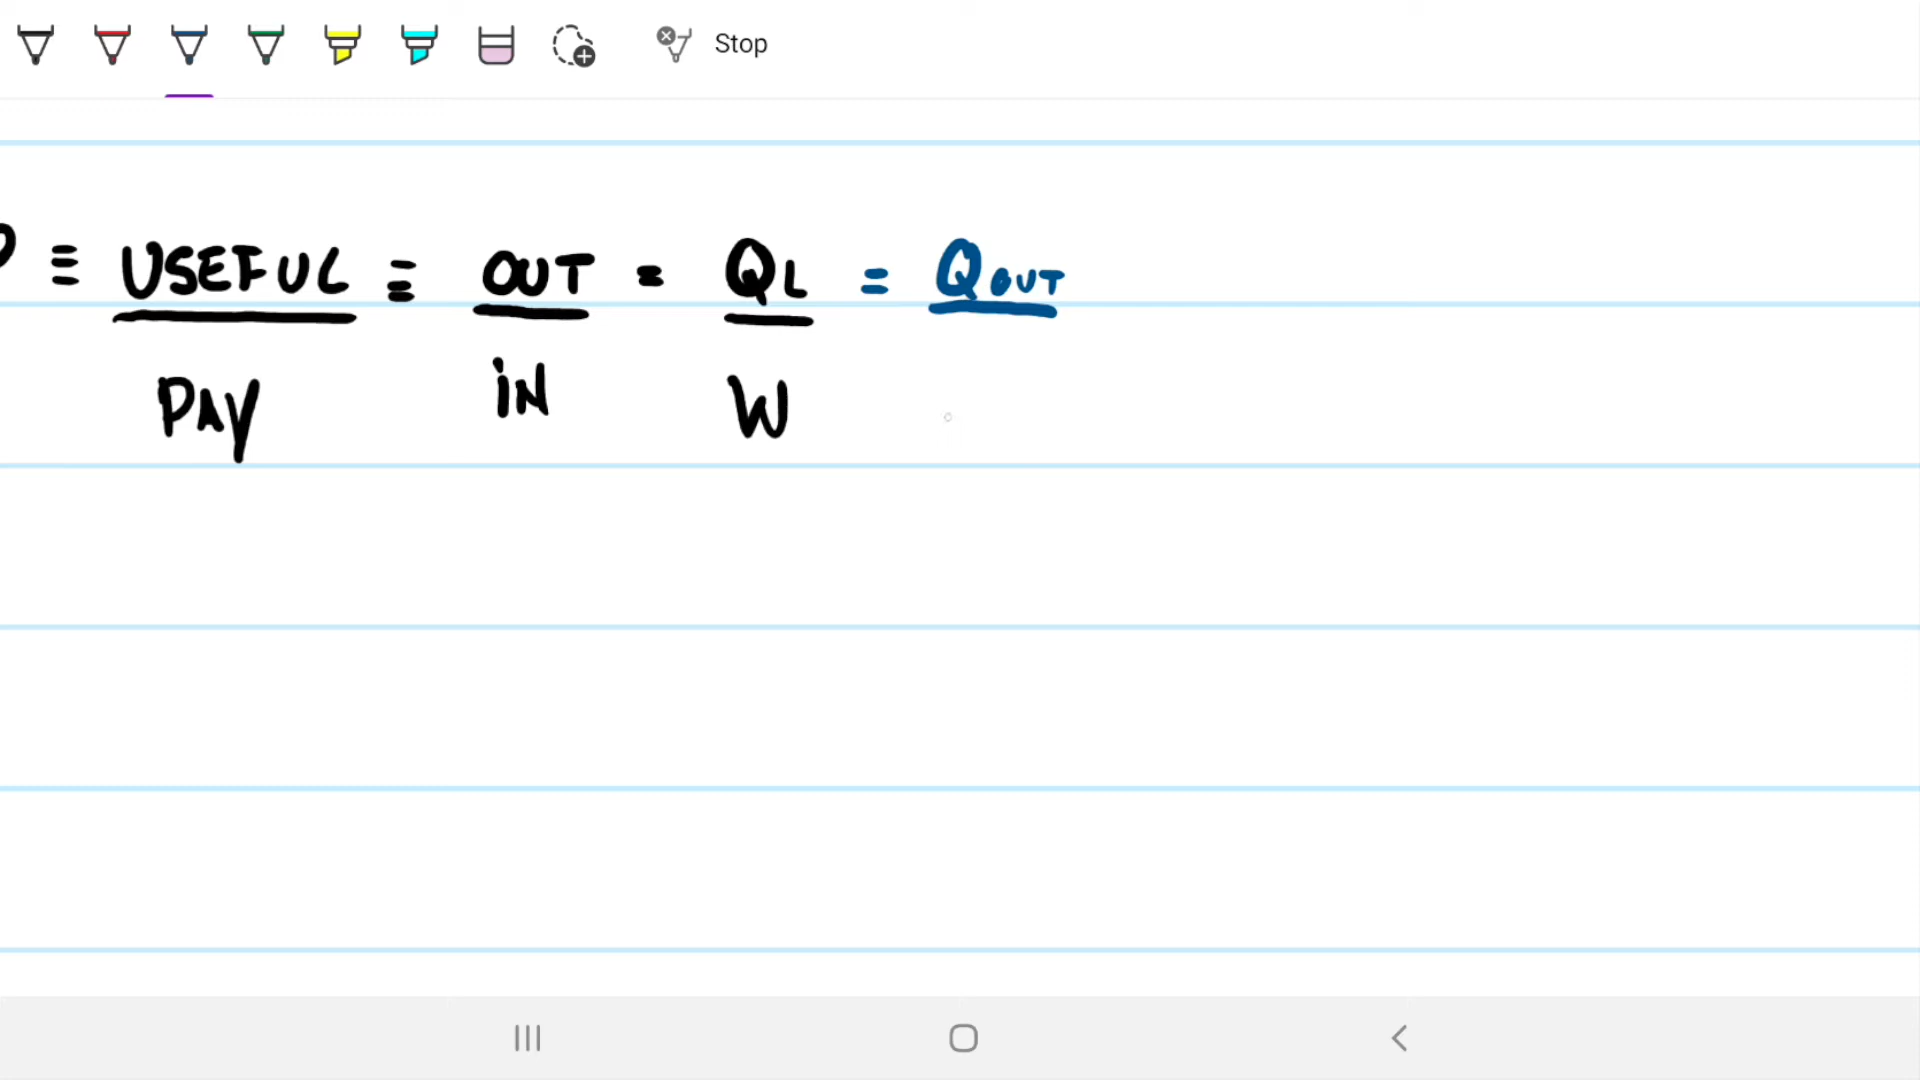 Stop
≡ USEFUL ≡ OUT = QL = QOUT
PAY IN W